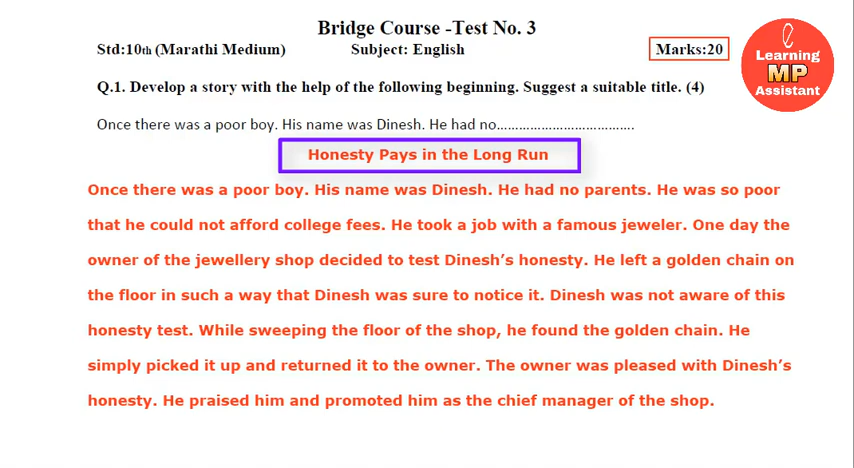 Bridge Course -Test No. 3
Std:10th (Marathi Medium) Subject: English Marks:20
Learning
MP
Assistant
Q.1. Develop a story with the help of the following beginning. Suggest a suitable title. (4)
Once there was a poor boy. His name was Dinesh. He had no.................................
Honesty Pays in the Long Run
Once there was a poor boy. His name was Dinesh. He had no parents. He was so poor
that he could not afford college fees. He took a job with a famous jeweler. One day the
owner of the jewellery shop decided to test Dinesh's honesty. He left a golden chain on
the floor in such a way that Dinesh was sure to notice it. Dinesh was not aware of this
honesty test. While sweeping the floor of the shop, he found the golden chain. He
simply picked it up and returned it to the owner. The owner was pleased with Dinesh's
honesty. He praised him and promoted him as the chief manager of the shop.